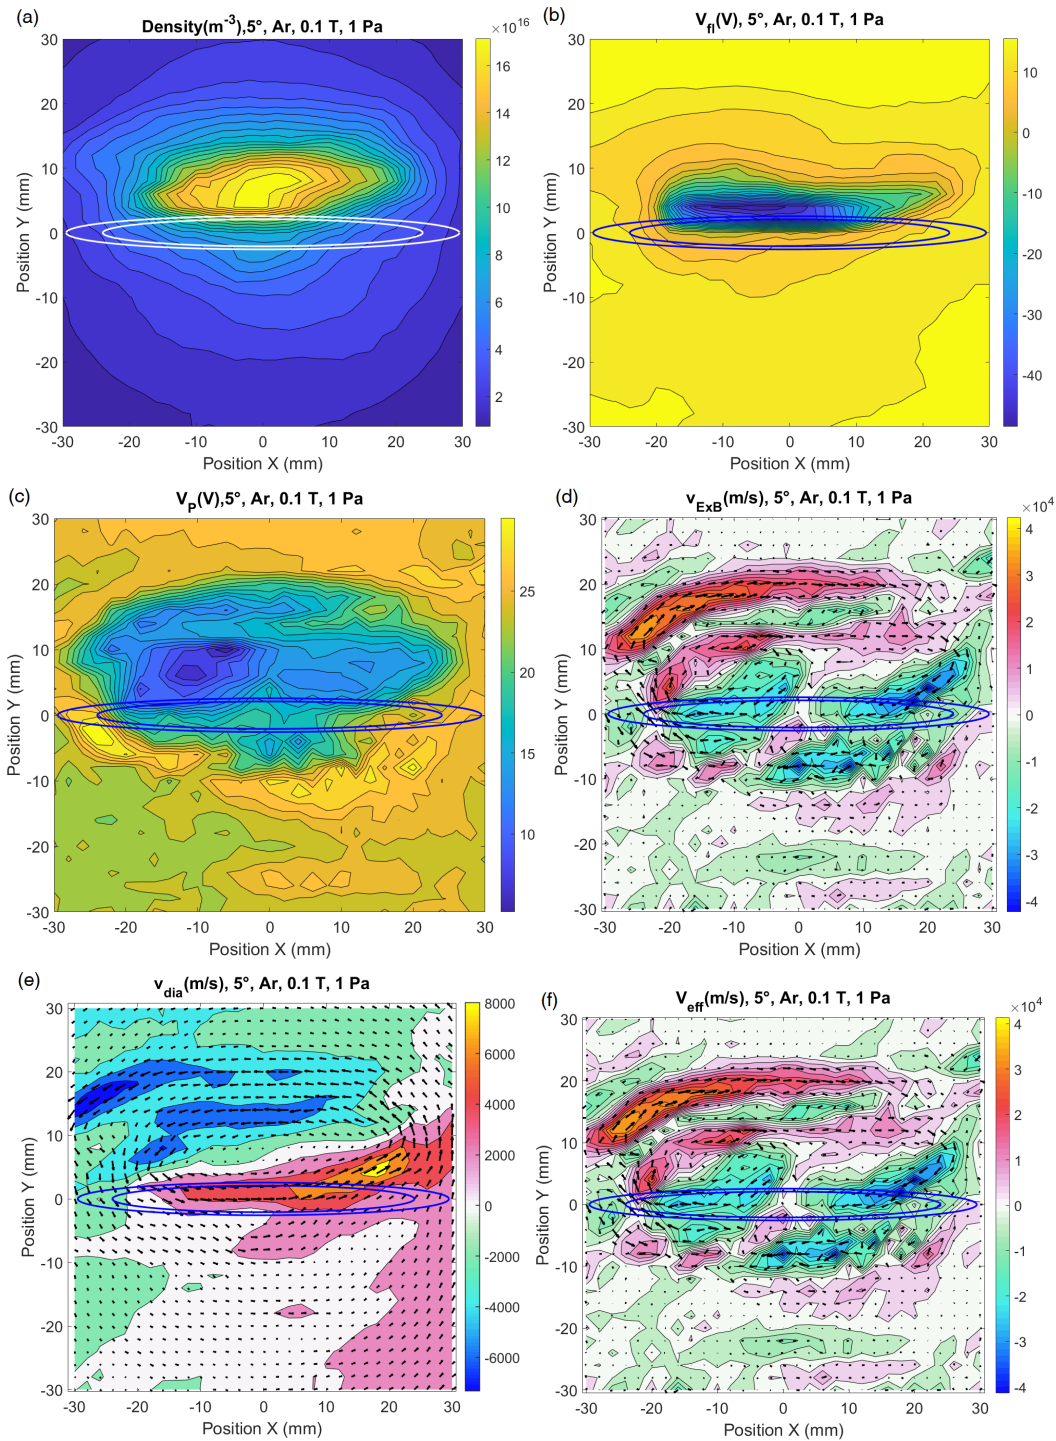 (a)
Density(m⁻³),5°, Ar, 0.1 T, 1 Pa
×10¹⁶
30
20
10
0
-10
-20
-30
Position Y (mm)
-30 -20 -10 0 10 20 30
Position X (mm)
16
14
12
10
8
6
4
2
(b)
V_fl(V), 5°, Ar, 0.1 T, 1 Pa
30
20
10
0
-10
-20
-30
Position Y (mm)
-30 -20 -10 0 10 20 30
Position X (mm)
10
0
-10
-20
-30
-40
(c)
V_P(V),5°, Ar, 0.1 T, 1 Pa
30
20
10
0
-10
-20
-30
Position Y (mm)
-30 -20 -10 0 10 20 30
Position X (mm)
25
20
15
10
(d)
v_ExB(m/s), 5°, Ar, 0.1 T, 1 Pa
×10⁴
30
20
10
0
-10
-20
-30
Position Y (mm)
-30 -20 -10 0 10 20 30
Position X (mm)
4
3
2
1
0
-1
-2
-3
-4
(e)
v_dia(m/s), 5°, Ar, 0.1 T, 1 Pa
30
20
10
0
-10
-20
-30
Position Y (mm)
-30 -20 -10 0 10 20 30
Position X (mm)
8000
6000
4000
2000
0
-2000
-4000
-6000
(f)
V_eff(m/s), 5°, Ar, 0.1 T, 1 Pa
×10⁴
30
20
10
0
-10
-20
-30
Position Y (mm)
-30 -20 -10 0 10 20 30
Position X (mm)
4
3
2
1
0
-1
-2
-3
-4